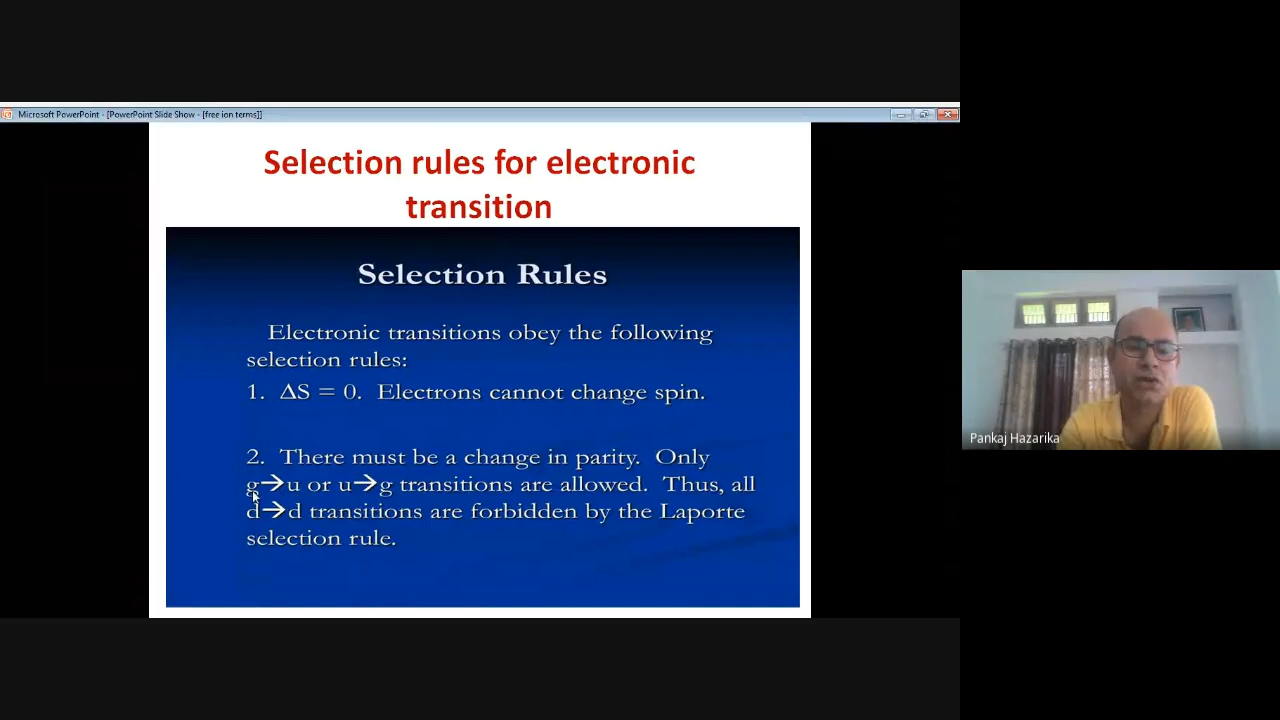 Microsoft PowerPoint - [PowerPoint Slide Show - [free ion terms]]
Selection rules for electronic
transition
Selection Rules
Electronic transitions obey the following
selection rules:
1. ΔS = 0. Electrons cannot change spin.
2. There must be a change in parity. Only
g→u or u→g transitions are allowed. Thus, all
d→d transitions are forbidden by the Laporte
selection rule.
Pankaj Hazarika